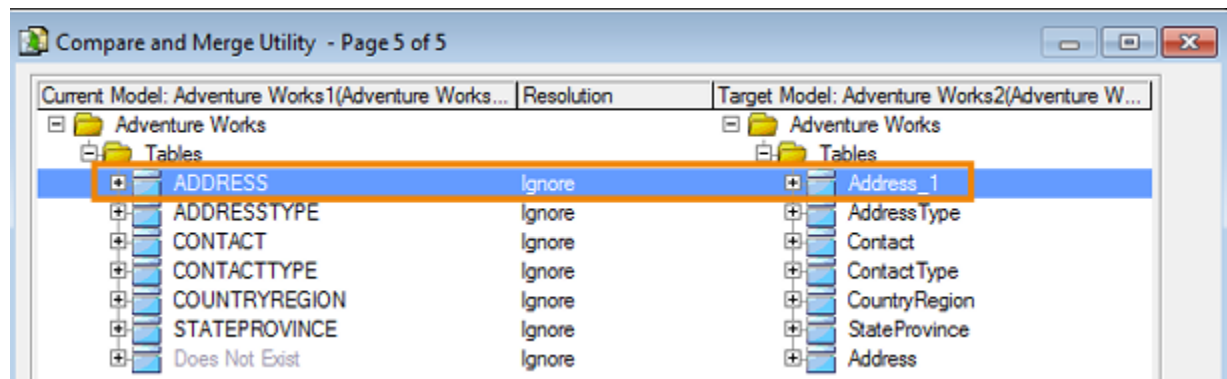 Compare and Merge Utility - Page 5 of 5
Current Model: Adventure Works1(Adventure Works... Resolution Target Model: Adventure Works2(Adventure W...
Adventure Works Adventure Works
Tables Tables
ADDRESS Ignore Address_1
ADDRESSTYPE Ignore AddressType
CONTACT Ignore Contact
CONTACTTYPE Ignore ContactType
COUNTRYREGION Ignore CountryRegion
STATEPROVINCE Ignore StateProvince
Does Not Exist Ignore Address